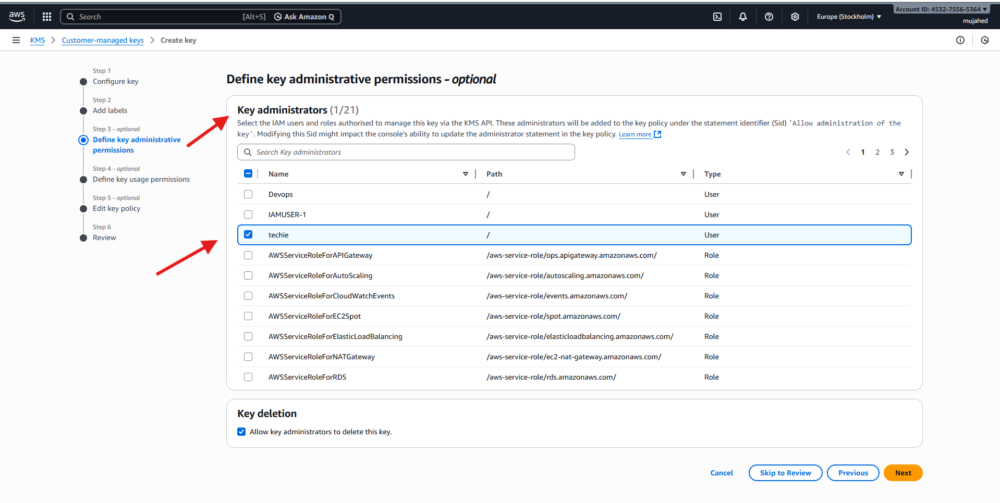 aws
Search
[Alt+S]
Ask Amazon Q
Europe (Stockholm) ▼
Account ID: 4532-7556-5364 ▼
mujahed
KMS > Customer-managed keys > Create key
Step 1
Configure key
Step 2
Add labels
Step 3 - optional
Define key administrative
permissions
Step 4 - optional
Define key usage permissions
Step 5 - optional
Edit key policy
Step 6
Review
Define key administrative permissions - optional
Key administrators (1/21)
Select the IAM users and roles authorised to manage this key via the KMS API. These administrators will be added to the key policy under the statement identifier (Sid) 'Allow administration of the
key'. Modifying this Sid might impact the console's ability to update the administrator statement in the key policy. Learn more
Search Key administrators
< 1 2 3 >
Name Path Type
Devops / User
IAMUSER-1 / User
techie / User
AWSServiceRoleForAPIGateway /aws-service-role/ops.apigateway.amazonaws.com/ Role
AWSServiceRoleForAutoScaling /aws-service-role/autoscaling.amazonaws.com/ Role
AWSServiceRoleForCloudWatchEvents /aws-service-role/events.amazonaws.com/ Role
AWSServiceRoleForEC2Spot /aws-service-role/spot.amazonaws.com/ Role
AWSServiceRoleForElasticLoadBalancing /aws-service-role/elasticloadbalancing.amazonaws.com/ Role
AWSServiceRoleForNATGateway /aws-service-role/ec2-nat-gateway.amazonaws.com/ Role
AWSServiceRoleForRDS /aws-service-role/rds.amazonaws.com/ Role
Key deletion
Allow key administrators to delete this key.
Cancel
Skip to Review
Previous
Next